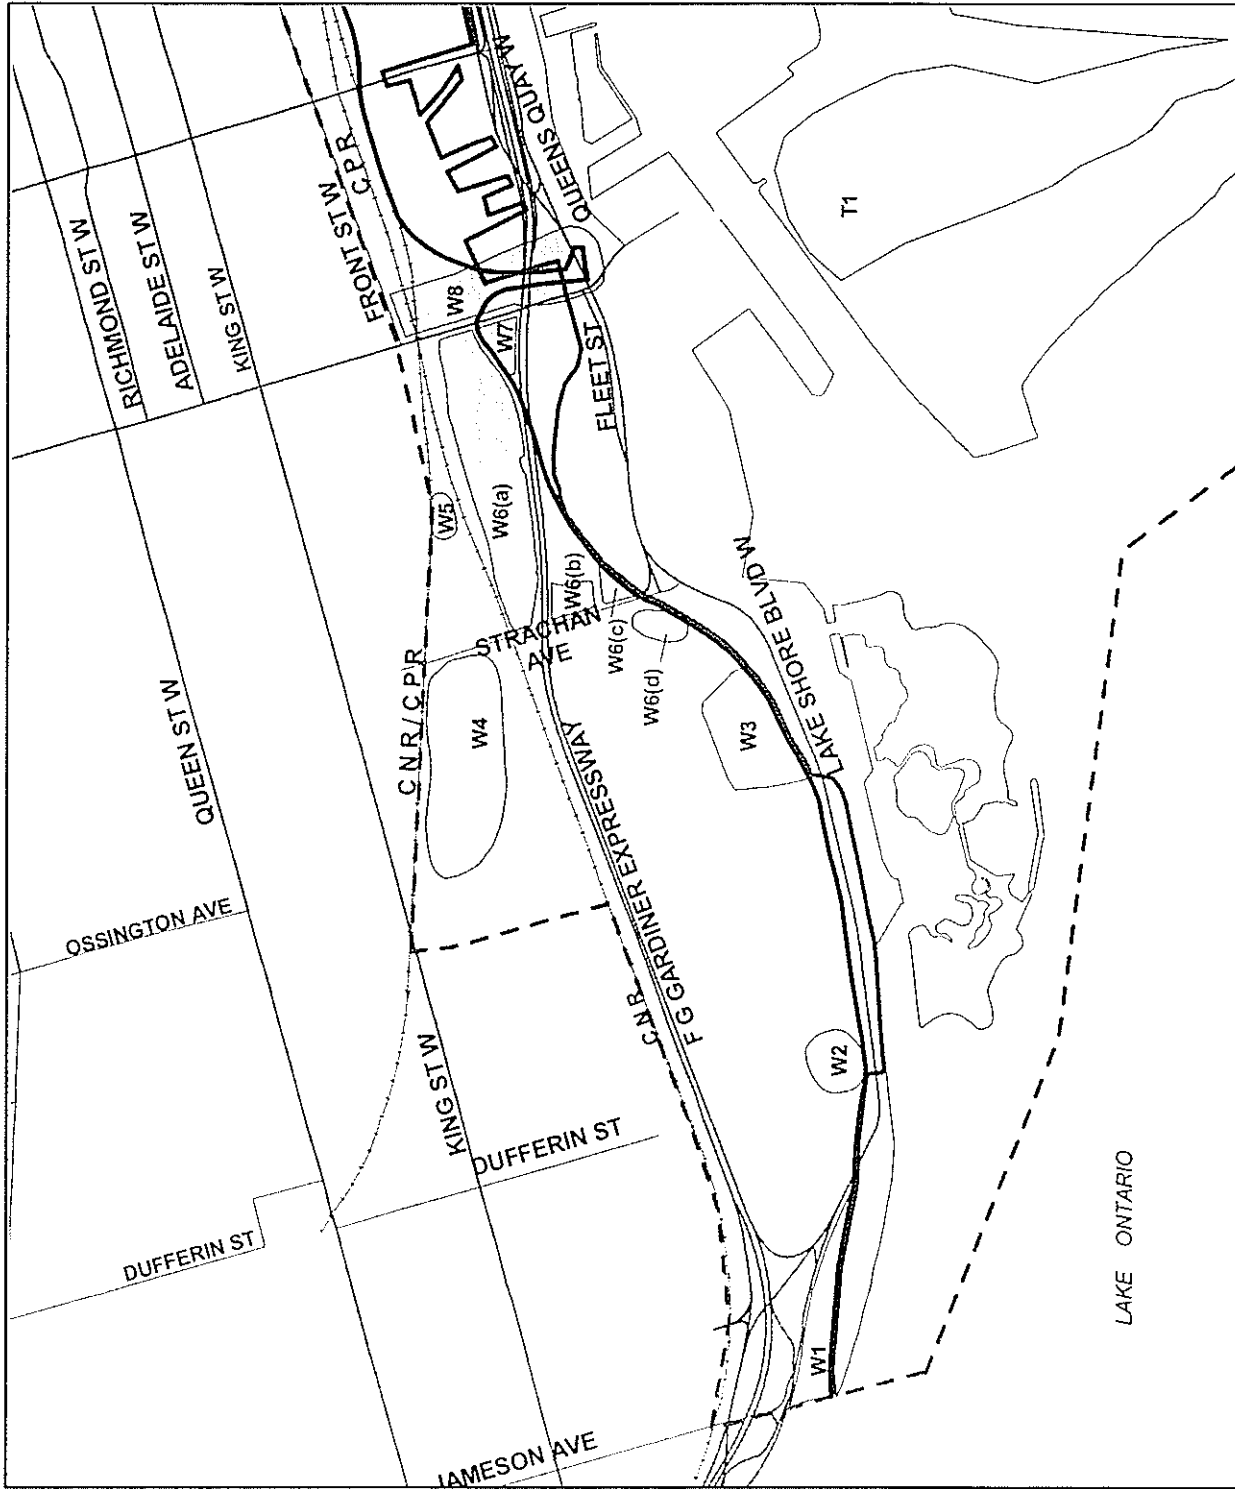 RICHMOND ST W
ADELAIDE ST W
KING ST W
FRONT ST W
C P R
QUEENS QUAY W
W8
W7
FLEET ST
T1
W5
W6(a)
W6(b)
W6(c)
W6(d)
STRACHAN
AVE
QUEEN ST W
C N R / C P R
W4
W3
LAKE SHORE BLVD W
F G GARDINER EXPRESSWAY
OSSINGTON AVE
C N R
KING ST W
W2
DUFFERIN ST
DUFFERIN ST
W1
JAMESON AVE
LAKE ONTARIO